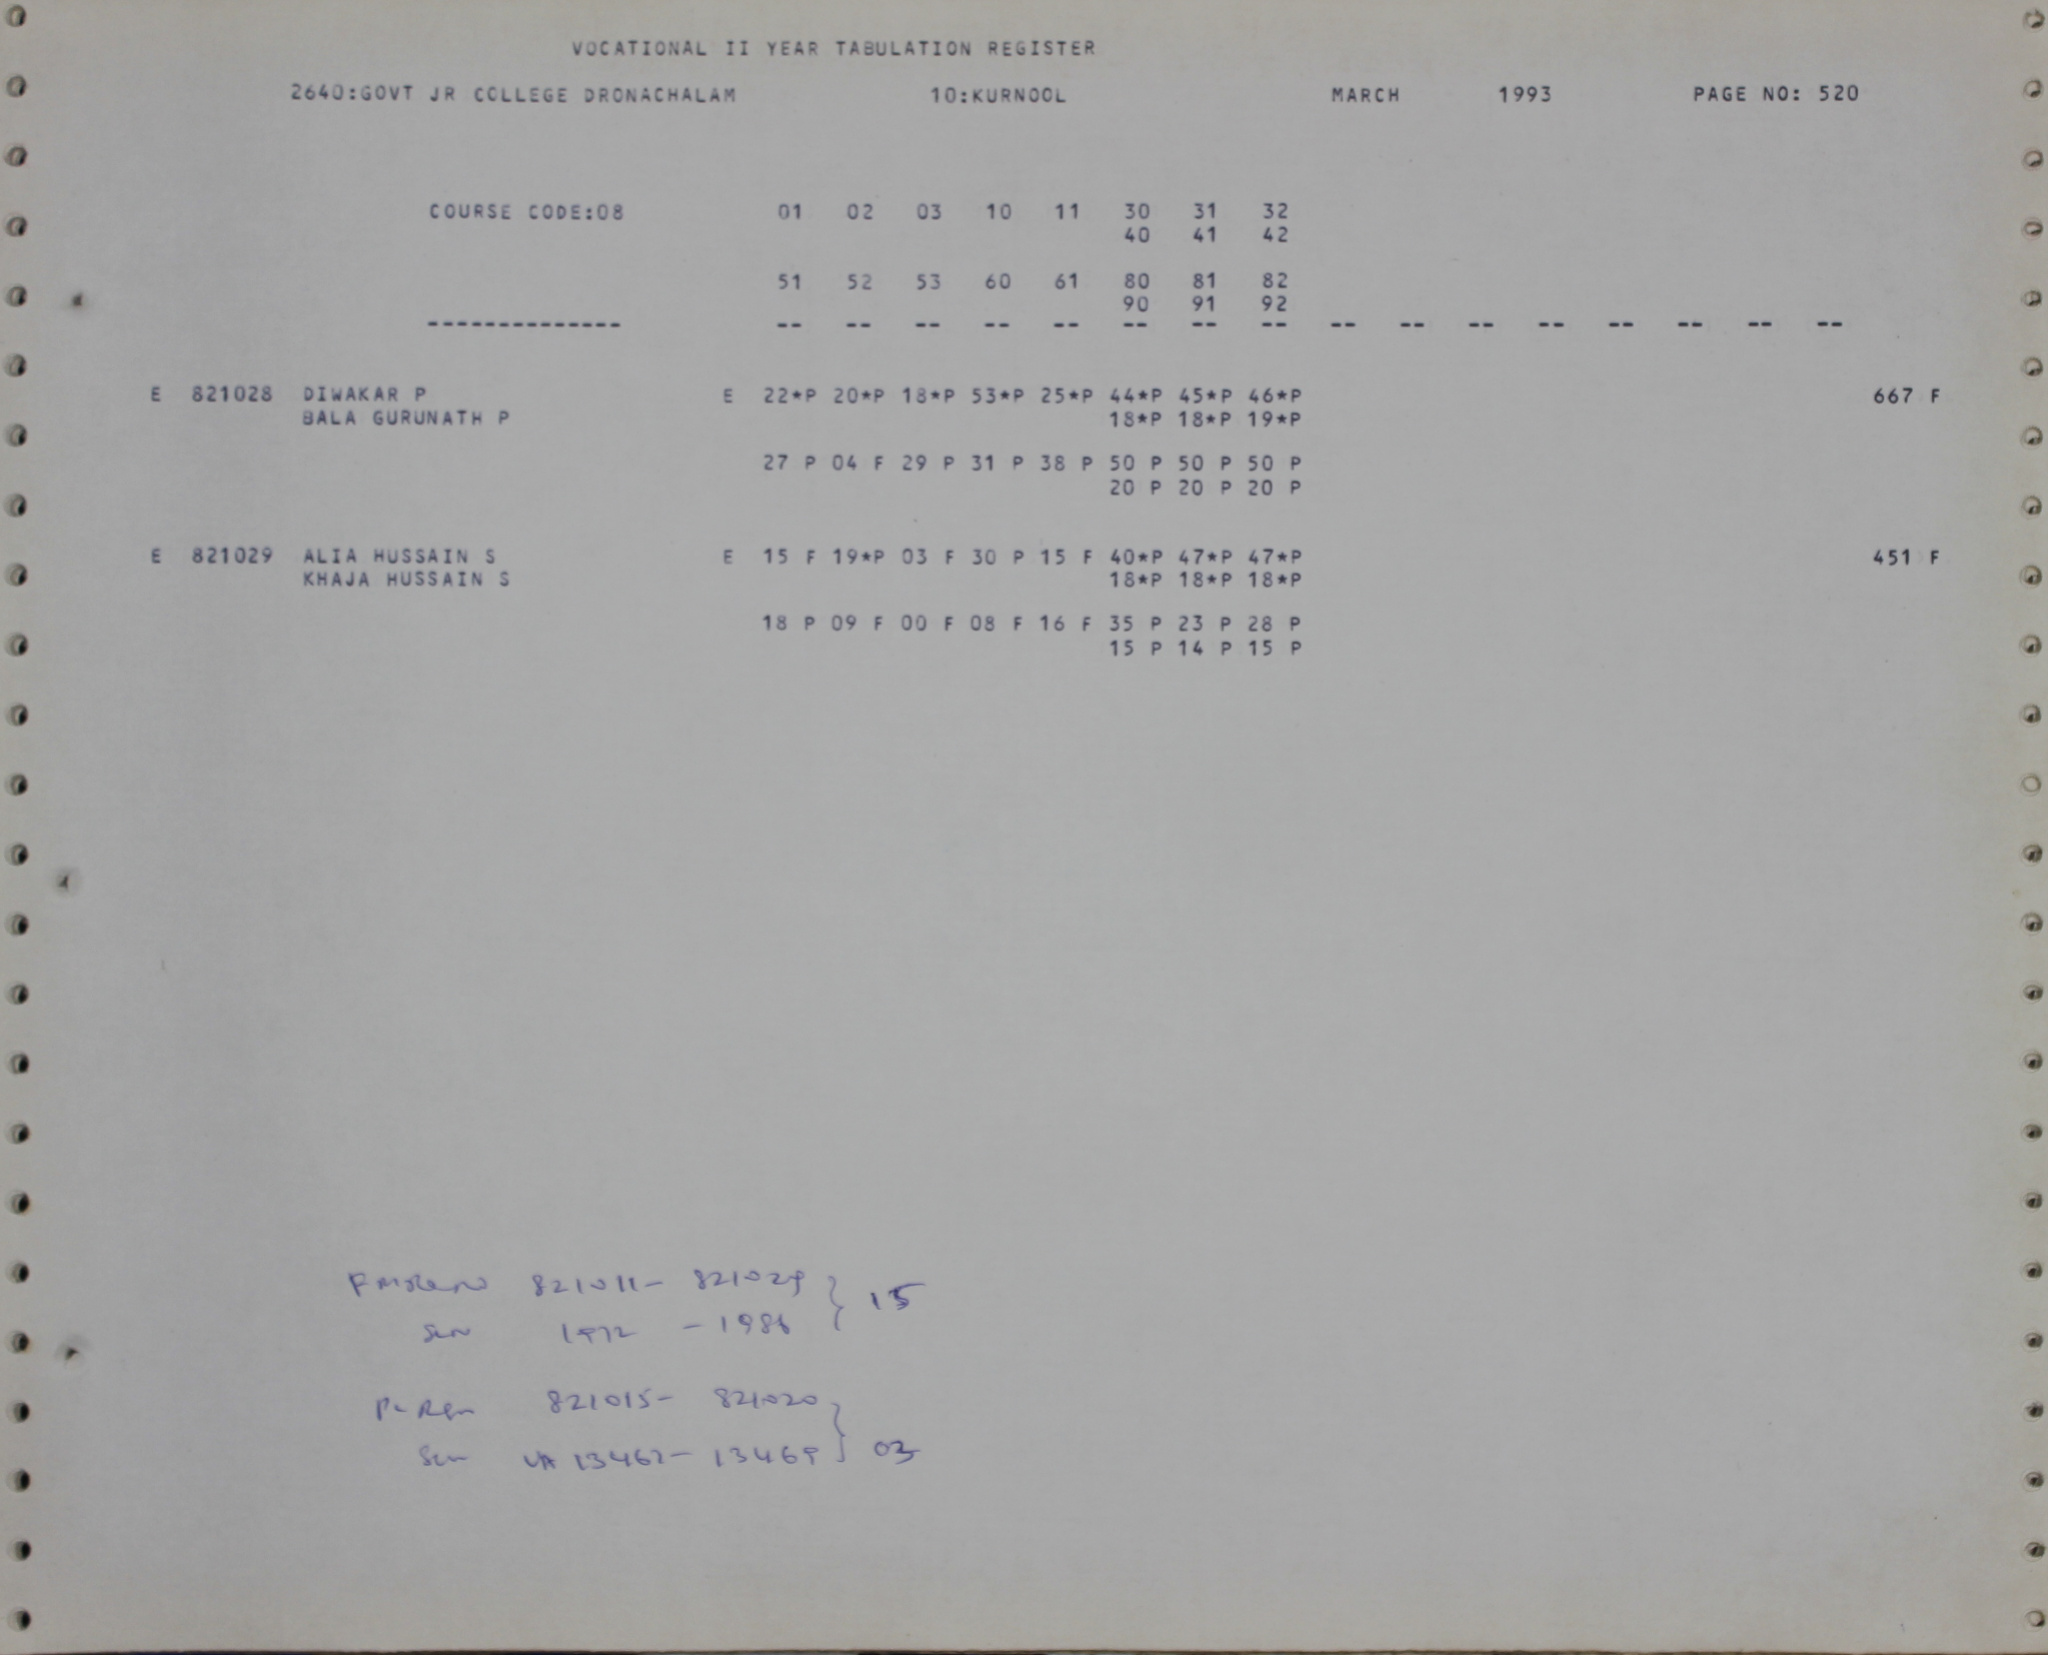 VOCATIONAL II YEAR TABULATION REGISTER
2640:GOVT JR COLLEGE DRONACHALAM 10:KURNOOL MARCH 1993 PAGE NO: 520
COURSE CODE:08 01 02 03 10 11 30 31 32
40 41 42
51 52 53 60 61 80 81 82
90 91 92
-------------- -- -- -- -- -- -- -- -- -- -- -- -- -- -- -- --
E 821028 DIWAKAR P E 22*P 20*P 18*P 53*P 25*P 44*P 45*P 46*P 667 F
BALA GURUNATH P 18*P 18*P 19*P
27 P 04 F 29 P 31 P 38 P 50 P 50 P 50 P
20 P 20 P 20 P
E 821029 ALIA HUSSAIN S E 15 F 19*P 03 F 30 P 15 F 40*P 47*P 47*P 451 F
KHAJA HUSSAIN S 18*P 18*P 18*P
18 P 09 F 00 F 08 F 16 F 35 P 23 P 28 P
15 P 14 P 15 P
821011- 821029 } 15
1972 - 1986
821015- 821020 }
13467- 13469 03